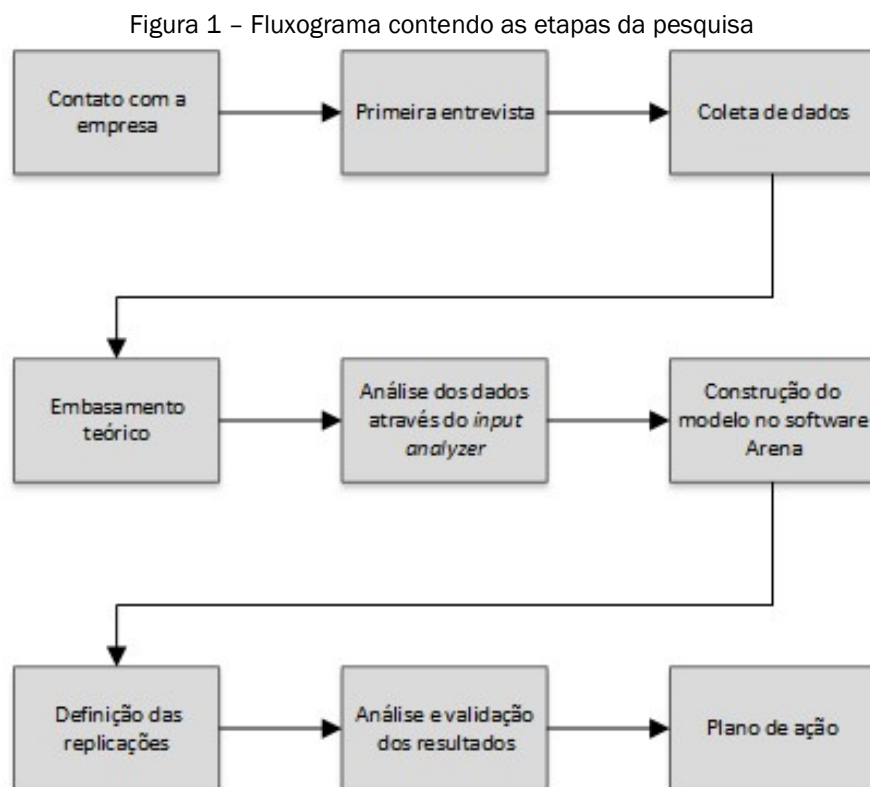 Figura 1 – Fluxograma contendo as etapas da pesquisa
Contato com a
empresa
Primeira entrevista
Coleta de dados
Embasamento
teórico
Análise dos dados
através do input
analyzer
Construção do
modelo no software
Arena
Definição das
replicações
Análise e validação
dos resultados
Plano de ação